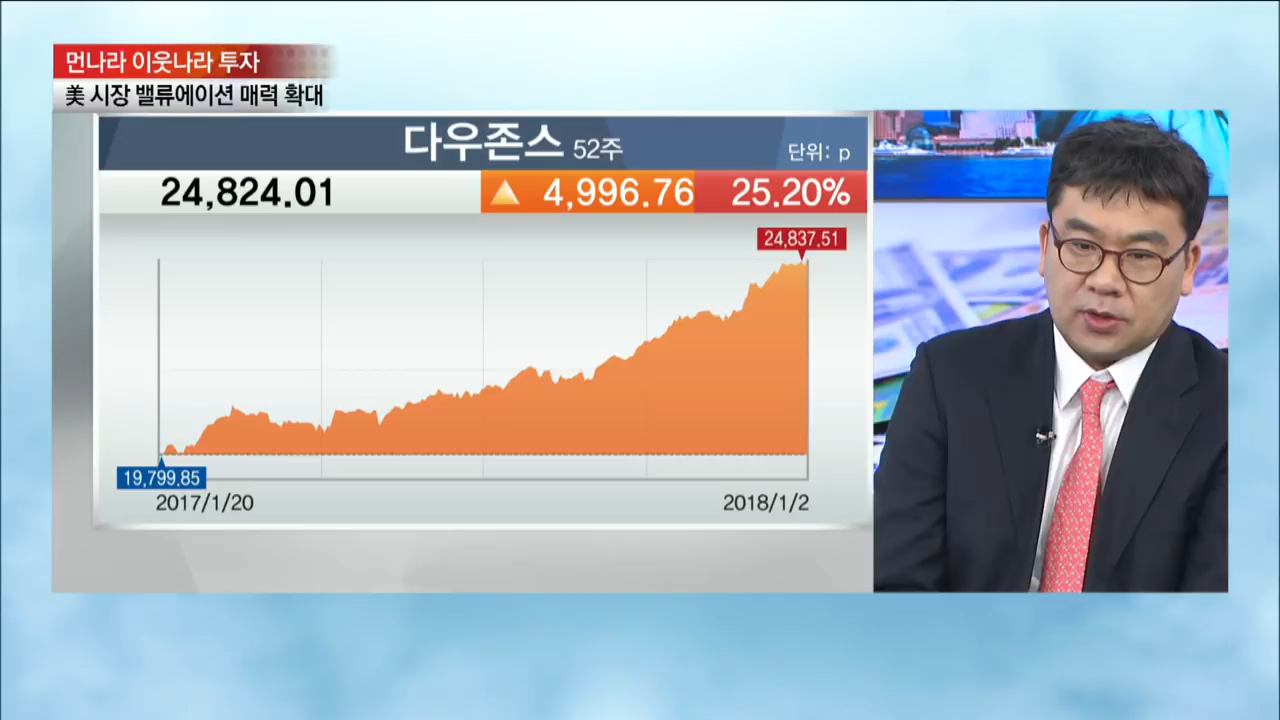 먼나라 이웃나라 투자
美 시장 밸류에이션 매력 확대
다우존스 52주
단위: p
24,824.01 ▲ 4,996.76 25.20%
24,837.51
19,799.85
2017/1/20 2018/1/2